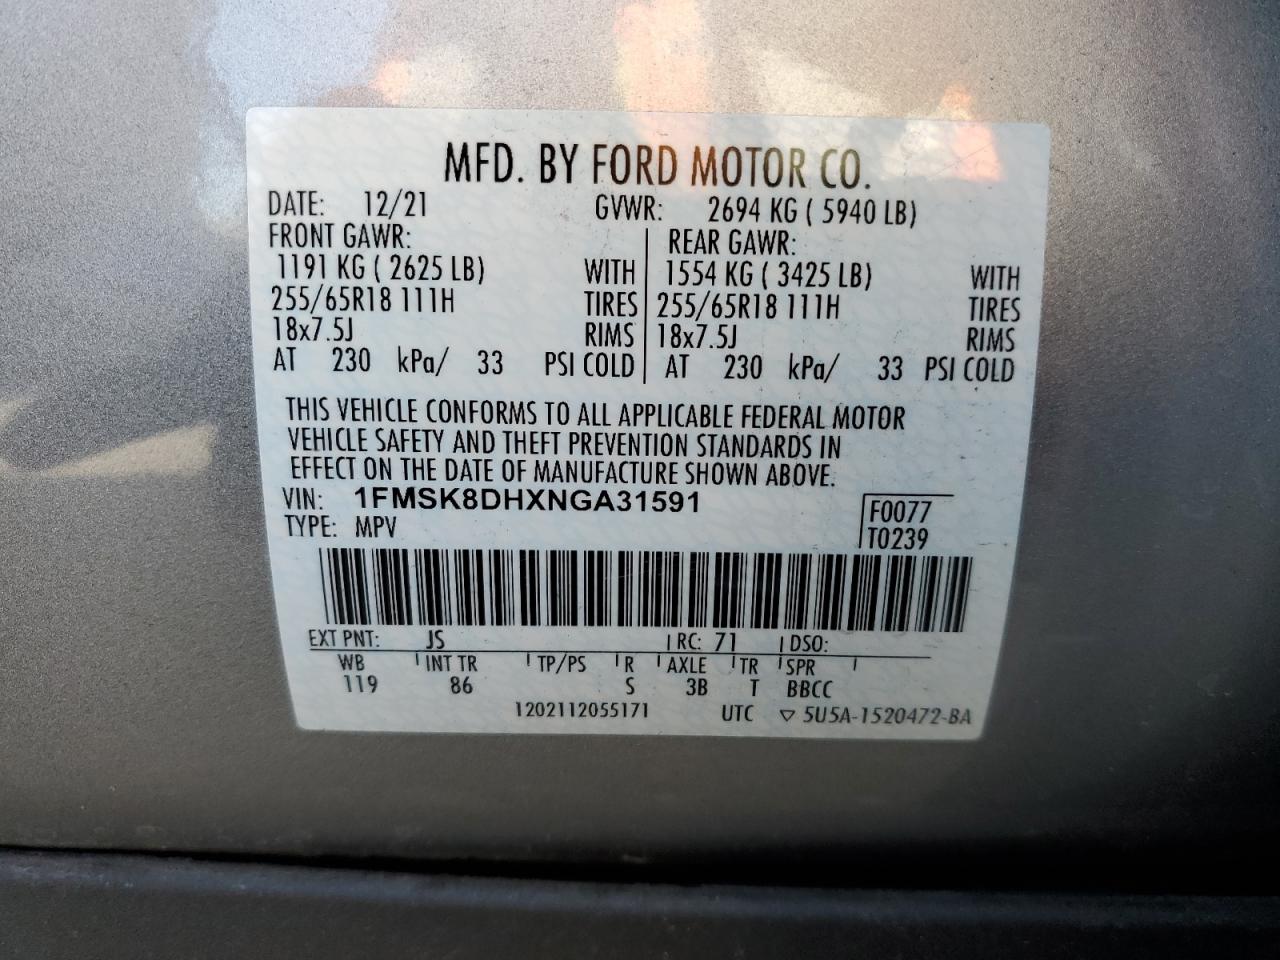 MFD. BY FORD MOTOR CO.
DATE: 12/21 GVWR: 2694 KG ( 5940 LB)
FRONT GAWR: REAR GAWR:
1191 KG ( 2625 LB) WITH 1554 KG ( 3425 LB) WITH
255/65R18 111H TIRES 255/65R18 111H TIRES
18x7.5J RIMS 18x7.5J RIMS
AT 230 kPa/ 33 PSI COLD AT 230 kPa/ 33 PSI COLD
THIS VEHICLE CONFORMS TO ALL APPLICABLE FEDERAL MOTOR
VEHICLE SAFETY AND THEFT PREVENTION STANDARDS IN
EFFECT ON THE DATE OF MANUFACTURE SHOWN ABOVE.
VIN: 1FMSK8DHXNGA31591 F0077
TYPE: MPV T0239
EXT PNT: JS RC: 71 DSO:
WB INT TR TP/PS R AXLE TR SPR
119 86 S 3B T BBCC
1202112055171 UTC ▽ 5U5A-1520472-BA